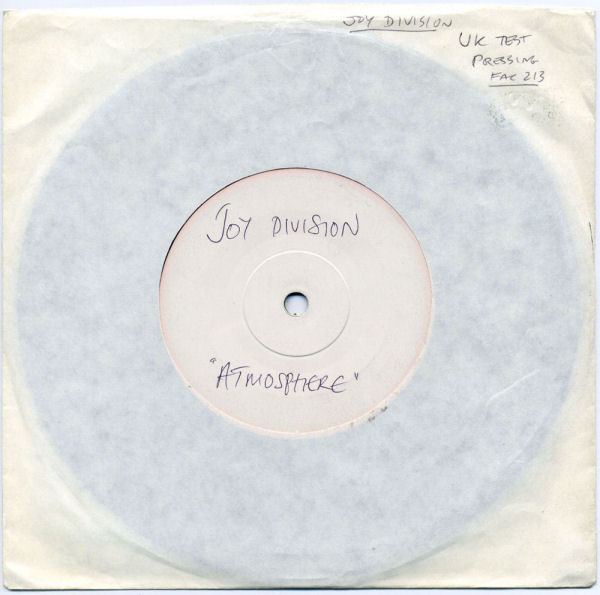 JOY DIVISION
UK TEST
PRESSING
FAC 213
JOY DIVISION
"ATMOSPHERE"